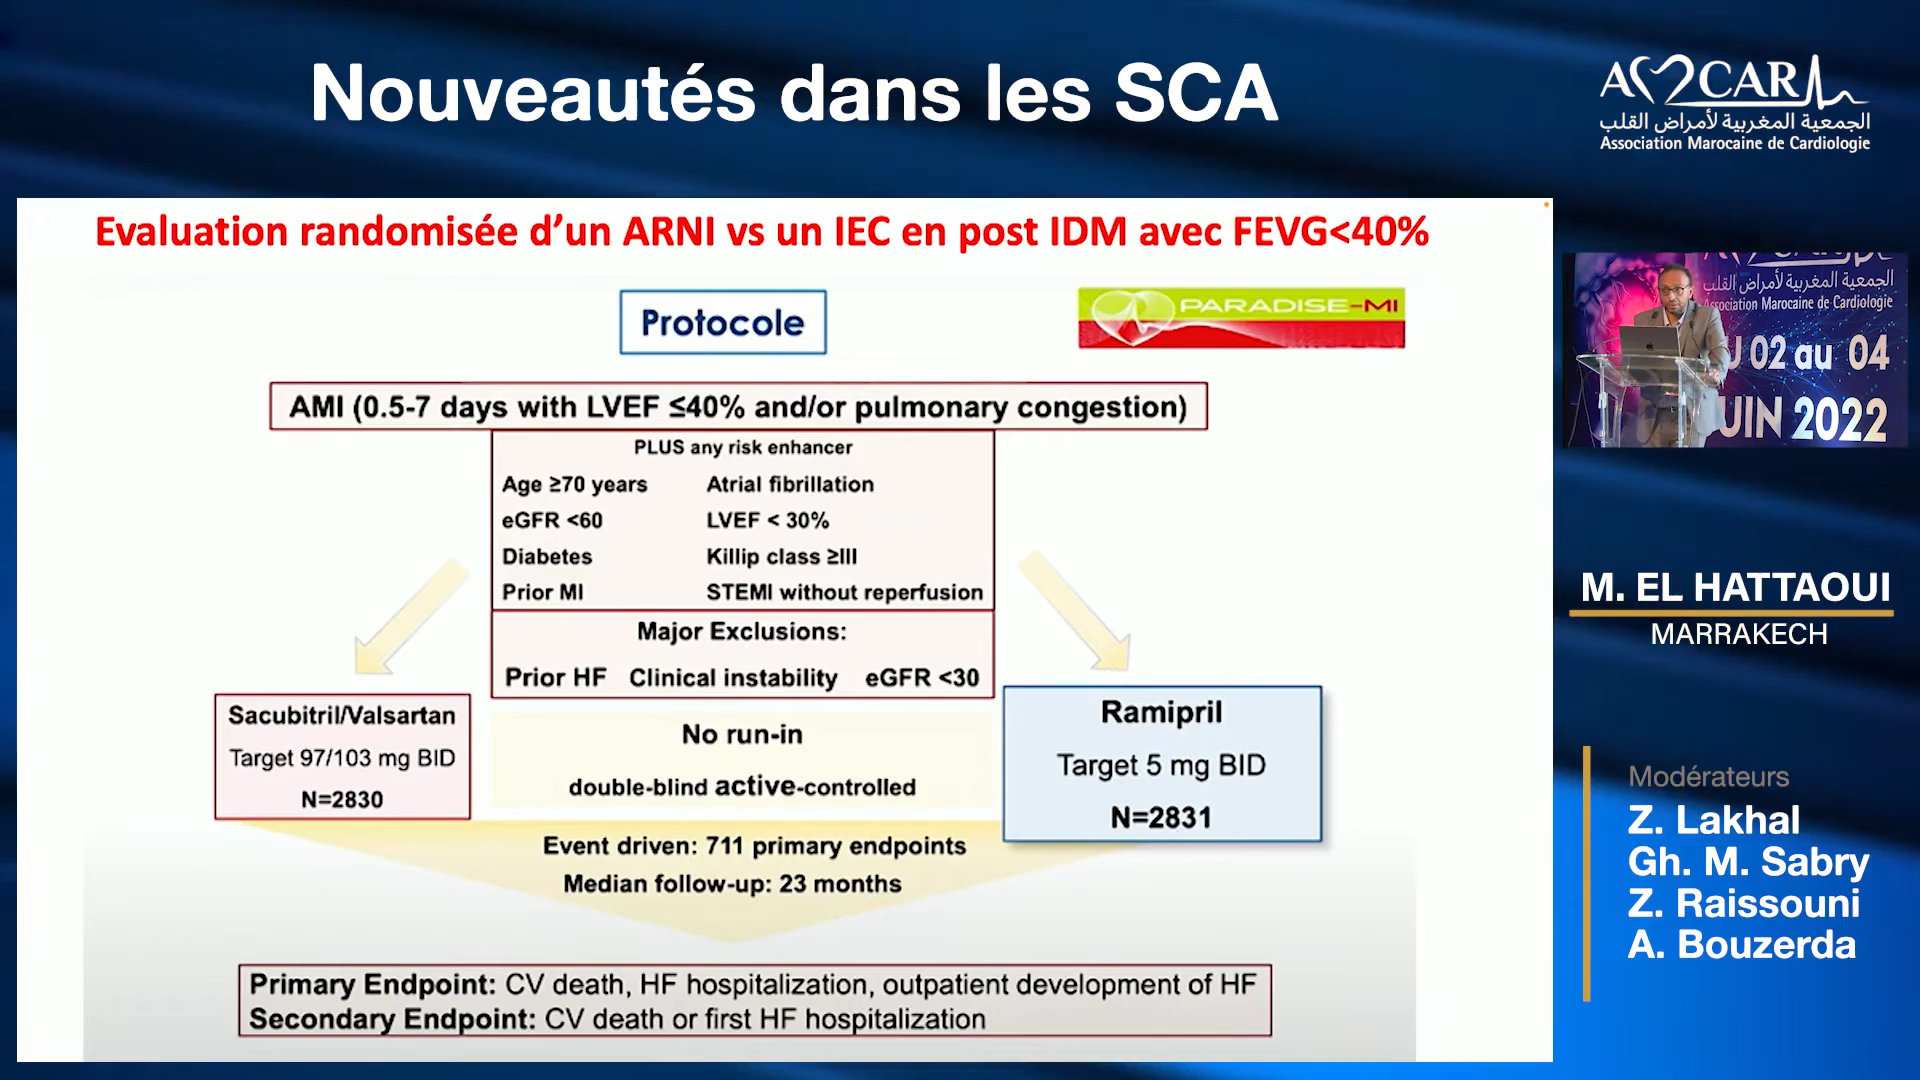 Nouveautés dans les SCA
AMCAR
الجمعية المغربية لأمراض القلب
Association Marocaine de Cardiologie
Evaluation randomisée d’un ARNI vs un IEC en post IDM avec FEVG<40%
Protocole
PARADISE-MI
AMI (0.5-7 days with LVEF ≤40% and/or pulmonary congestion)
PLUS any risk enhancer
Age ≥70 years Atrial fibrillation
eGFR <60 LVEF < 30%
Diabetes Killip class ≥III
Prior MI STEMI without reperfusion
Major Exclusions:
Prior HF Clinical instability eGFR <30
Sacubitril/Valsartan
Target 97/103 mg BID
N=2830
No run-in
double-blind active-controlled
Ramipril
Target 5 mg BID
N=2831
Event driven: 711 primary endpoints
Median follow-up: 23 months
Primary Endpoint: CV death, HF hospitalization, outpatient development of HF
Secondary Endpoint: CV death or first HF hospitalization
الجمعية المغربية لأمراض القلب
Association Marocaine de Cardiologie
02 au 04
UIN 2022
M. EL HATTAOUI
MARRAKECH
Modérateurs
Z. Lakhal
Gh. M. Sabry
Z. Raissouni
A. Bouzerda